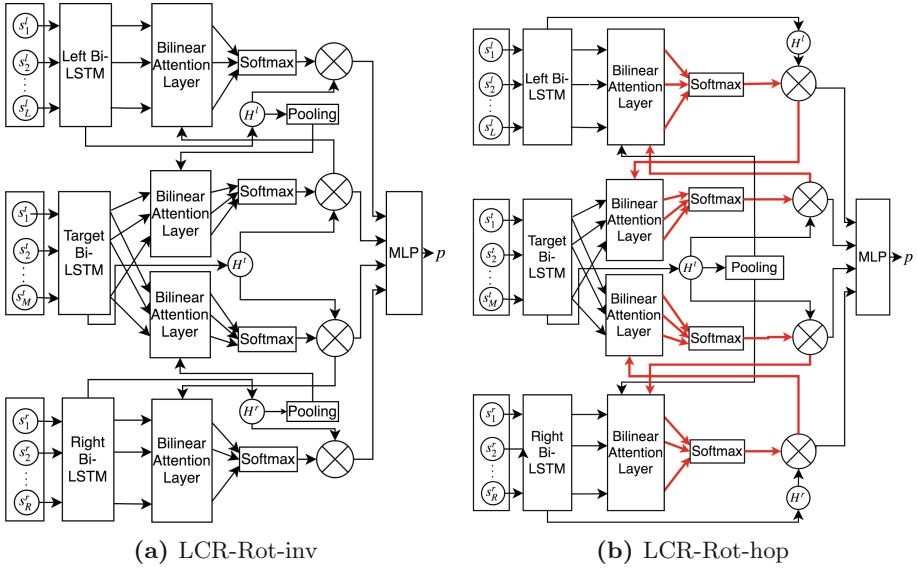 s_1^l
s_2^l
s_L^l
Left Bi-
LSTM
Bilinear
Attention
Layer
Softmax
H^l
Pooling
s_1^t
s_2^t
s_M^t
Target
Bi-
LSTM
Bilinear
Attention
Layer
Softmax
H^t
Bilinear
Attention
Layer
Softmax
MLP
p
s_1^r
s_2^r
s_R^r
Right
Bi-
LSTM
Bilinear
Attention
Layer
Softmax
H^r
Pooling
(a) LCR-Rot-inv
s_1^l
s_2^l
s_L^l
Left Bi-
LSTM
Bilinear
Attention
Layer
Softmax
H^l
s_1^t
s_2^t
s_M^t
Target
Bi-
LSTM
Bilinear
Attention
Layer
Softmax
H^t
Pooling
Bilinear
Attention
Layer
Softmax
MLP
p
s_1^r
s_2^r
s_R^r
Right
Bi-
LSTM
Bilinear
Attention
Layer
Softmax
H^r
(b) LCR-Rot-hop